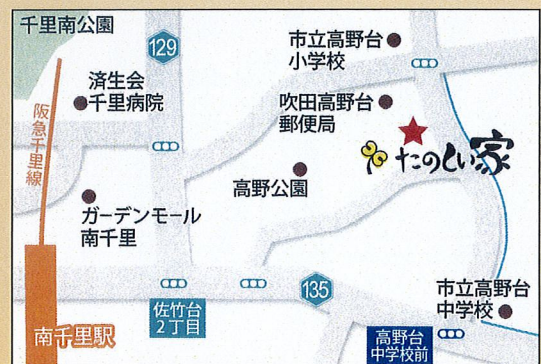 千里南公園
129
市立高野台
小学校
済生会
千里病院
阪急千里線
吹田高野台
郵便局
たのしい家
高野公園
ガーデンモール
南千里
135
市立高野台
中学校
佐竹台
2丁目
南千里駅
高野台
中学校前